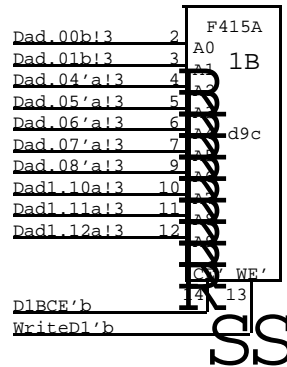 F415A
Dad.00b!3 2 A0 1B
Dad.01b!3 3 A1
Dad.04'a!3 4
Dad.05'a!3 5
Dad.06'a!3 6 d9c
Dad.07'a!3 7
Dad.08'a!3 9
Dad1.10a!3 10
Dad1.11a!3 11
Dad1.12a!3 12
WE'
D1BCE'b 14 13
WriteD1'b
SS